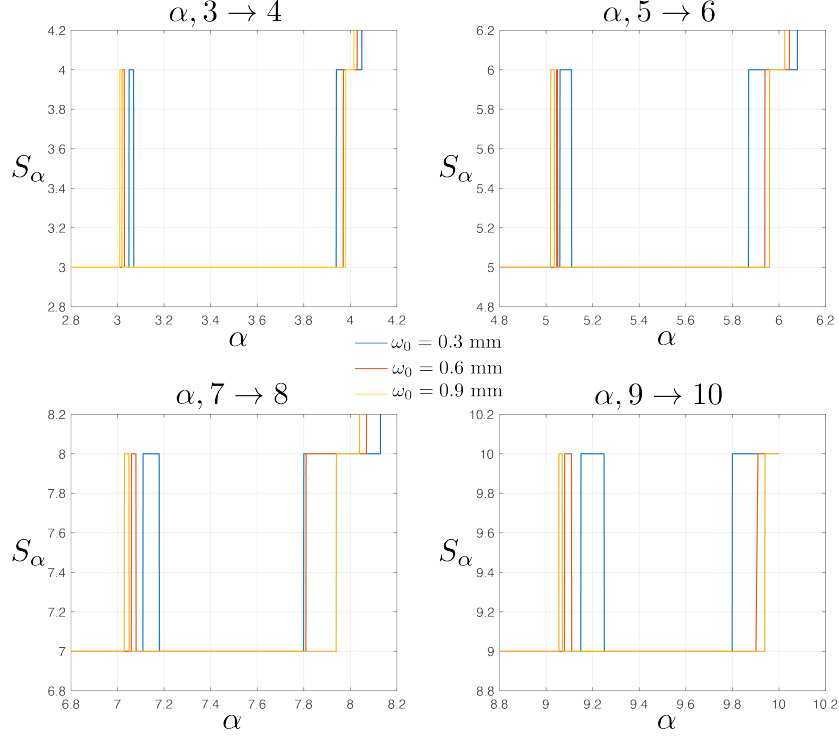 α, 3 → 4
α, 5 → 6
4.2
4
3.8
3.6
3.4
3.2
3
2.8
S_α
2.8 3 3.2 3.4 3.6 3.8 4 4.2
α
6.2
6
5.8
5.6
5.4
5.2
5
4.8
S_α
4.8 5 5.2 5.4 5.6 5.8 6 6.2
α
ω₀ = 0.3 mm
ω₀ = 0.6 mm
ω₀ = 0.9 mm
α, 7 → 8
α, 9 → 10
8.2
8
7.8
7.6
7.4
7.2
7
6.8
S_α
6.8 7 7.2 7.4 7.6 7.8 8 8.2
α
10.2
10.0
9.8
9.6
9.4
9.2
9
8.8
S_α
8.8 9 9.2 9.4 9.6 9.8 10 10.2
α